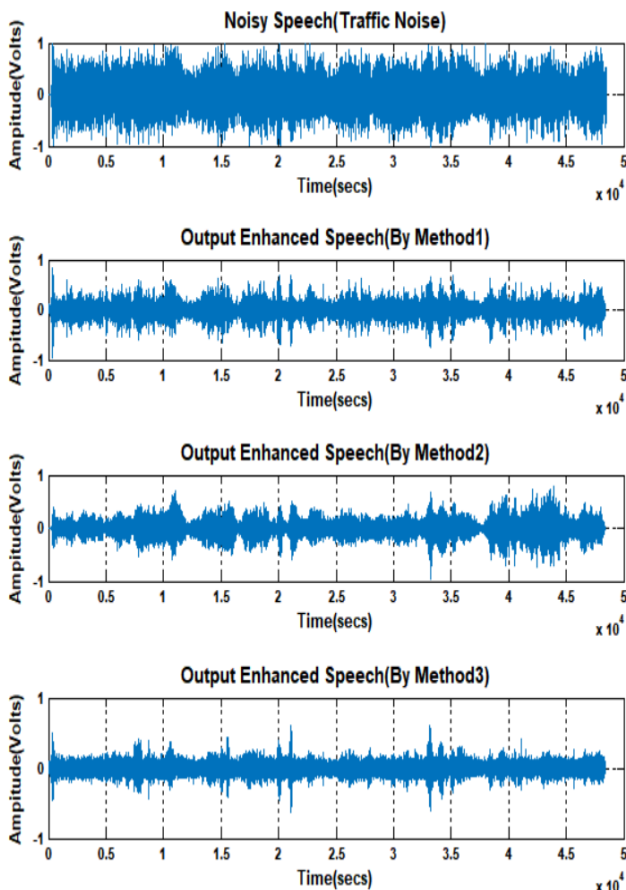 Noisy Speech(Traffic Noise)
Ampitude(Volts)
1
0
-1
0 0.5 1 1.5 2 2.5 3 3.5 4 4.5 5
Time(secs)
x 10^4
Output Enhanced Speech(By Method1)
Ampitude(Volts)
1
0
-1
0 0.5 1 1.5 2 2.5 3 3.5 4 4.5 5
Time(secs)
x 10^4
Output Enhanced Speech(By Method2)
Ampitude(Volts)
1
0
-1
0 0.5 1 1.5 2 2.5 3 3.5 4 4.5 5
Time(secs)
x 10^4
Output Enhanced Speech(By Method3)
Ampitude(Volts)
1
0
-1
0 0.5 1 1.5 2 2.5 3 3.5 4 4.5 5
Time(secs)
x 10^4